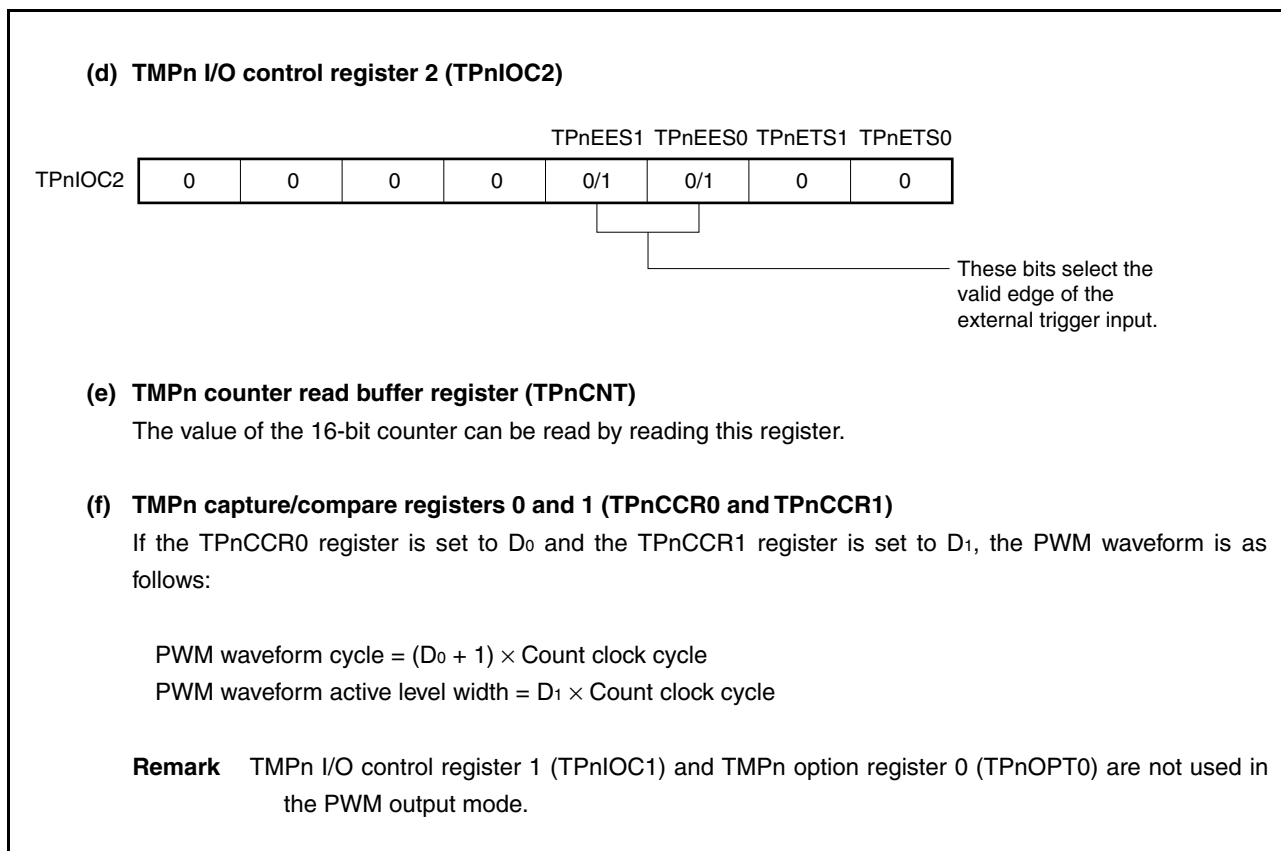 (d) TMPn I/O control register 2 (TPnIOC2)
TPnEES1 TPnEES0 TPnETS1 TPnETS0
TPnIOC2 0 0 0 0 0/1 0/1 0 0
These bits select the
valid edge of the
external trigger input.
(e) TMPn counter read buffer register (TPnCNT)
The value of the 16-bit counter can be read by reading this register.
(f) TMPn capture/compare registers 0 and 1 (TPnCCR0 and TPnCCR1)
If the TPnCCR0 register is set to D0 and the TPnCCR1 register is set to D1, the PWM waveform is as
follows:
PWM waveform cycle = (D0 + 1) × Count clock cycle
PWM waveform active level width = D1 × Count clock cycle
Remark TMPn I/O control register 1 (TPnIOC1) and TMPn option register 0 (TPnOPT0) are not used in
the PWM output mode.